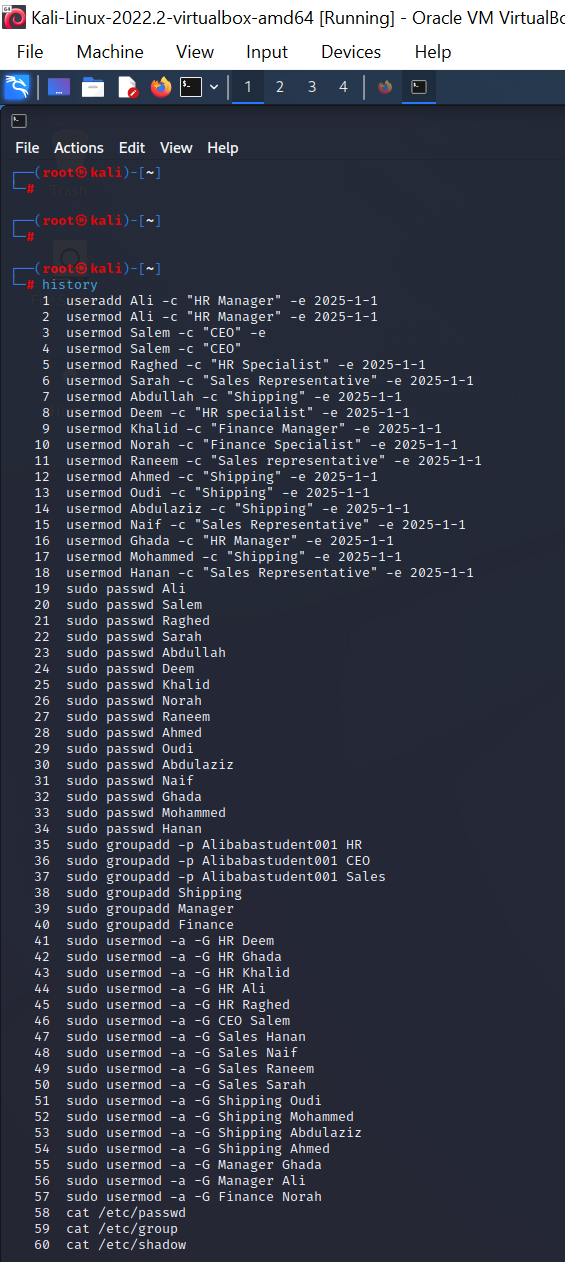 Kali-Linux-2022.2-virtualbox-amd64 [Running] - Oracle VM VirtualBo
File Machine View Input Devices Help
1 2 3 4
File Actions Edit View Help
┌──(root㉿kali)-[~]
└─#
┌──(root㉿kali)-[~]
└─#
┌──(root㉿kali)-[~]
└─# history
1 useradd Ali -c "HR Manager" -e 2025-1-1
2 usermod Ali -c "HR Manager" -e 2025-1-1
3 usermod Salem -c "CEO" -e
4 usermod Salem -c "CEO"
5 usermod Raghed -c "HR Specialist" -e 2025-1-1
6 usermod Sarah -c "Sales Representative" -e 2025-1-1
7 usermod Abdullah -c "Shipping" -e 2025-1-1
8 usermod Deem -c "HR specialist" -e 2025-1-1
9 usermod Khalid -c "Finance Manager" -e 2025-1-1
10 usermod Norah -c "Finance Specialist" -e 2025-1-1
11 usermod Raneem -c "Sales representative" -e 2025-1-1
12 usermod Ahmed -c "Shipping" -e 2025-1-1
13 usermod Oudi -c "Shipping" -e 2025-1-1
14 usermod Abdulaziz -c "Shipping" -e 2025-1-1
15 usermod Naif -c "Sales Representative" -e 2025-1-1
16 usermod Ghada -c "HR Manager" -e 2025-1-1
17 usermod Mohammed -c "Shipping" -e 2025-1-1
18 usermod Hanan -c "Sales Representative" -e 2025-1-1
19 sudo passwd Ali
20 sudo passwd Salem
21 sudo passwd Raghed
22 sudo passwd Sarah
23 sudo passwd Abdullah
24 sudo passwd Deem
25 sudo passwd Khalid
26 sudo passwd Norah
27 sudo passwd Raneem
28 sudo passwd Ahmed
29 sudo passwd Oudi
30 sudo passwd Abdulaziz
31 sudo passwd Naif
32 sudo passwd Ghada
33 sudo passwd Mohammed
34 sudo passwd Hanan
35 sudo groupadd -p Alibabastudent001 HR
36 sudo groupadd -p Alibabastudent001 CEO
37 sudo groupadd -p Alibabastudent001 Sales
38 sudo groupadd Shipping
39 sudo groupadd Manager
40 sudo groupadd Finance
41 sudo usermod -a -G HR Deem
42 sudo usermod -a -G HR Ghada
43 sudo usermod -a -G HR Khalid
44 sudo usermod -a -G HR Ali
45 sudo usermod -a -G HR Raghed
46 sudo usermod -a -G CEO Salem
47 sudo usermod -a -G Sales Hanan
48 sudo usermod -a -G Sales Naif
49 sudo usermod -a -G Sales Raneem
50 sudo usermod -a -G Sales Sarah
51 sudo usermod -a -G Shipping Oudi
52 sudo usermod -a -G Shipping Mohammed
53 sudo usermod -a -G Shipping Abdulaziz
54 sudo usermod -a -G Shipping Ahmed
55 sudo usermod -a -G Manager Ghada
56 sudo usermod -a -G Manager Ali
57 sudo usermod -a -G Finance Norah
58 cat /etc/passwd
59 cat /etc/group
60 cat /etc/shadow